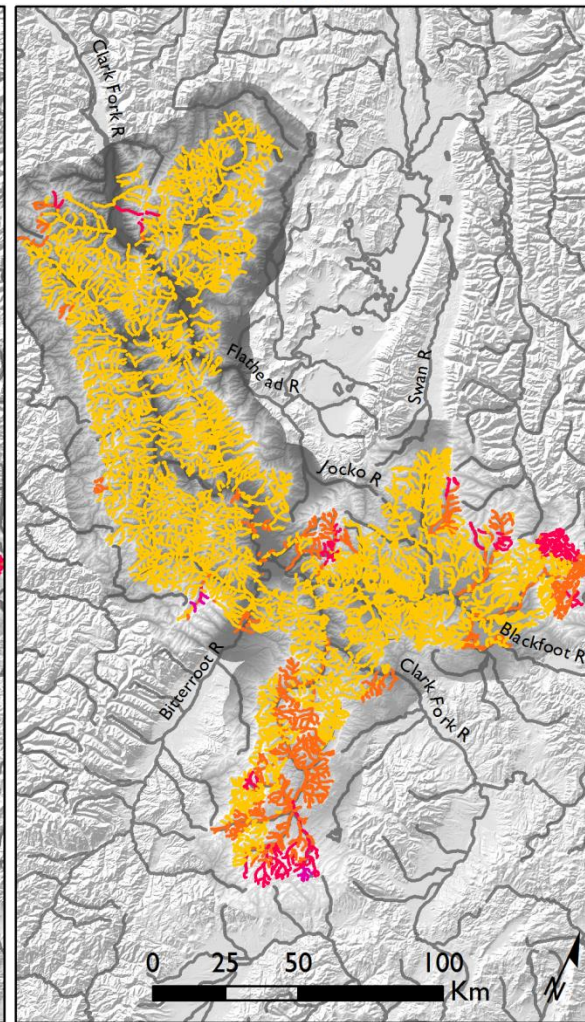 Clark Fork R
Flathead R
Swan R
Jocko R
Blackfoot R
Bitterroot R
Clark Fork R
0 25 50 100
Km
N